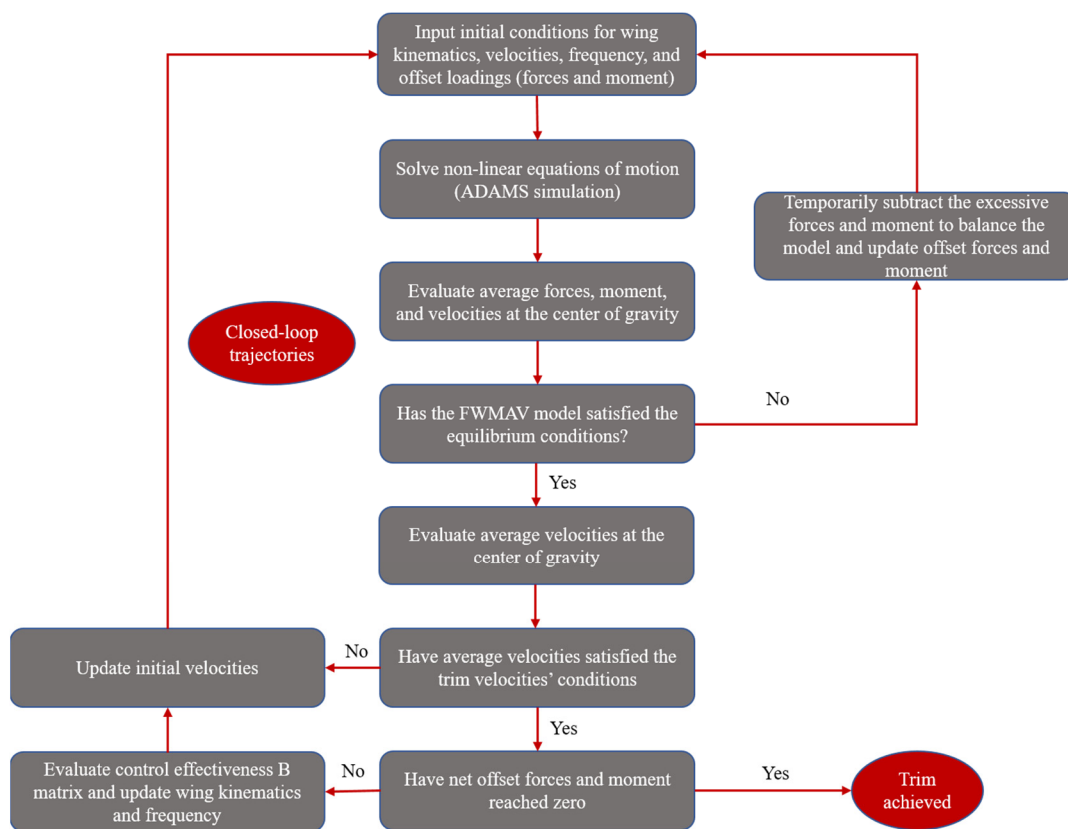 Input initial conditions for wing
kinematics, velocities, frequency, and
offset loadings (forces and moment)
Solve non-linear equations of motion
(ADAMS simulation)
Temporarily subtract the excessive
forces and moment to balance the
model and update offset forces and
moment
Evaluate average forces, moment,
and velocities at the center of gravity
Closed-loop
trajectories
Has the FWMAV model satisfied the
equilibrium conditions?
No
Yes
Evaluate average velocities at the
center of gravity
Update initial velocities
No
Have average velocities satisfied the
trim velocities’ conditions
Yes
Evaluate control effectiveness B
matrix and update wing kinematics
and frequency
No
Have net offset forces and moment
reached zero
Yes
Trim
achieved